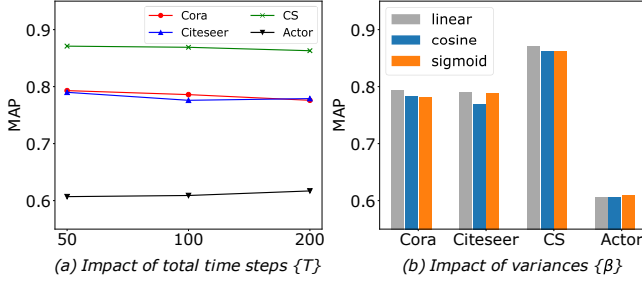 MAP
0.9
0.8
0.7
0.6
Cora
Citeseer
CS
Actor
50
100
200
(a) Impact of total time steps {T}
MAP
0.9
0.8
0.7
0.6
linear
cosine
sigmoid
Cora
Citeseer
CS
Actor
(b) Impact of variances {β}